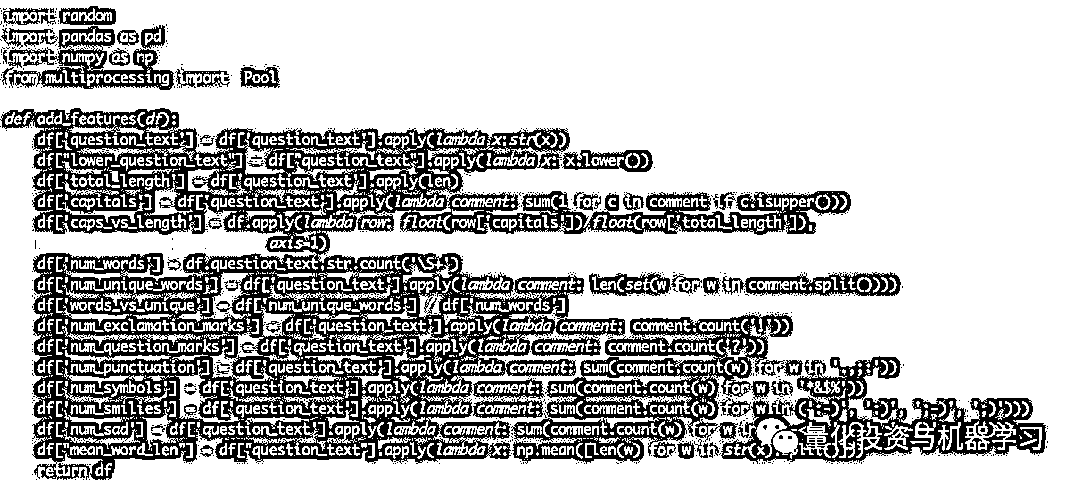 import random
import pandas as pd
import numpy as np
from multiprocessing import Pool
def add_features(df):
df['question_text'] = df['question_text'].apply(lambda x:str(x))
df["lower_question_text"] = df["question_text"].apply(lambda x: x.lower())
df['total_length'] = df['question_text'].apply(len)
df['capitals'] = df['question_text'].apply(lambda comment: sum(1 for c in comment if c.isupper()))
df['caps_vs_length'] = df.apply(lambda row: float(row['capitals'])/float(row['total_length']),
axis=1)
df['num_words'] = df.question_text.str.count('\S+')
df['num_unique_words'] = df['question_text'].apply(lambda comment: len(set(w for w in comment.split())))
df['words_vs_unique'] = df['num_unique_words'] / df['num_words']
df['num_exclamation_marks'] = df['question_text'].apply(lambda comment: comment.count('!'))
df['num_question_marks'] = df['question_text'].apply(lambda comment: comment.count('?'))
df['num_punctuation'] = df['question_text'].apply(lambda comment: sum(comment.count(w) for w in '.,;:'))
df['num_symbols'] = df['question_text'].apply(lambda comment: sum(comment.count(w) for w in '*&$%'))
df['num_smilies'] = df['question_text'].apply(lambda comment: sum(comment.count(w) for w in (':-)', ':)', ';-)', ';)')))
df['num_sad'] = df['question_text'].apply(lambda comment: sum(comment.count(w) for w in
df['mean_word_len'] = df['question_text'].apply(lambda x: np.mean([len(w) for w in str(x).split()]))
return df
量化投资与机器学习